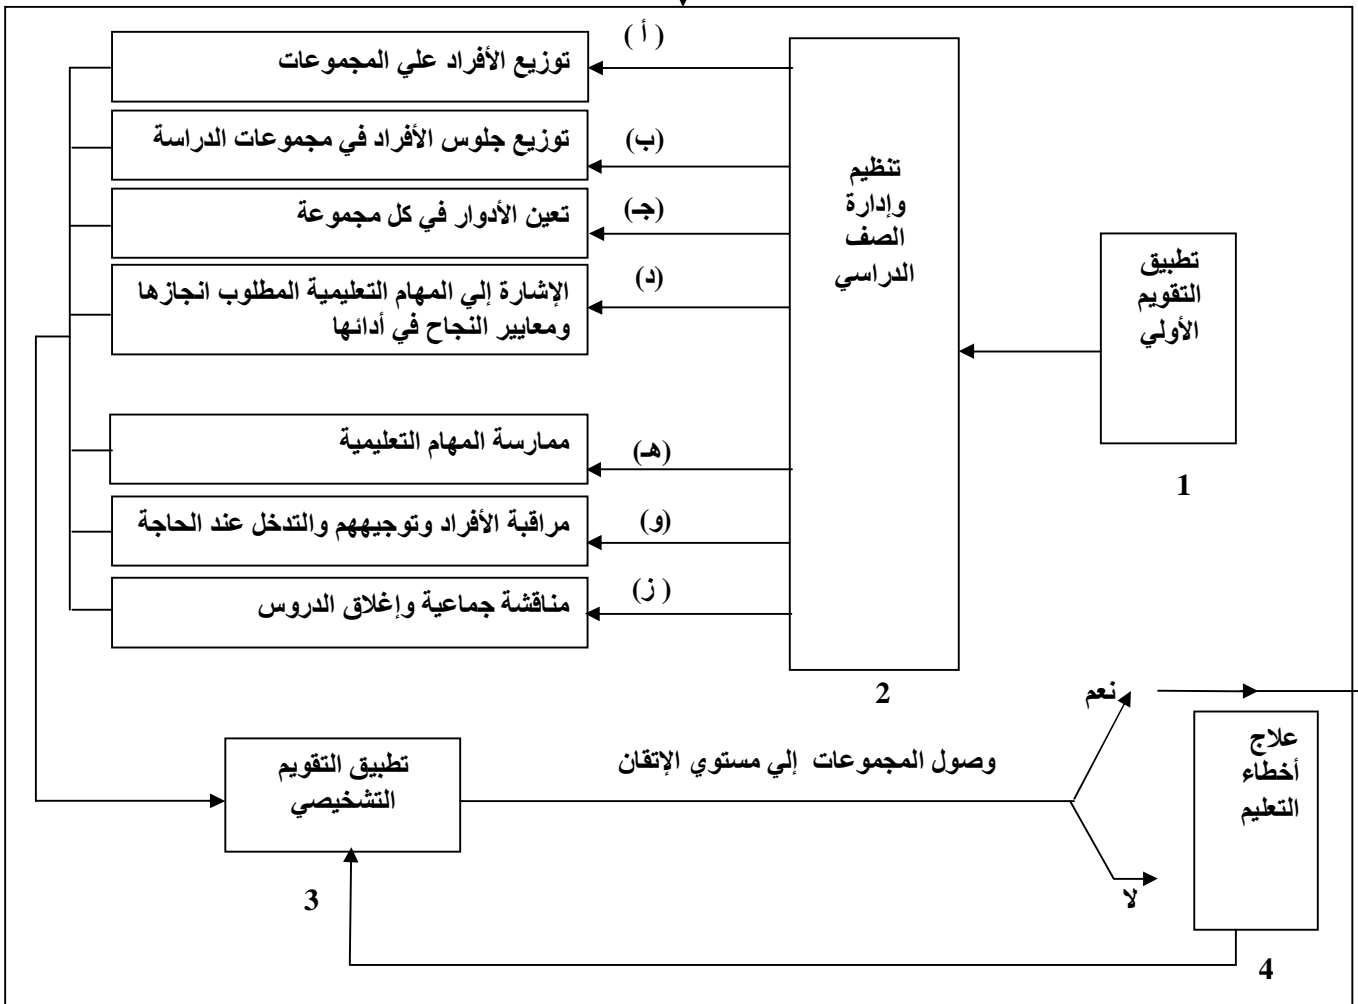 تطبيق
التقويم
الأولي
1
تنظيم
وإدارة
الصف
الدراسي
2
( أ )
توزيع الأفراد علي المجموعات
(ب)
توزيع جلوس الأفراد في مجموعات الدراسة
(جـ)
تعين الأدوار في كل مجموعة
(د)
الإشارة إلي المهام التعليمية المطلوب انجازها
ومعايير النجاح في أدائها
(هـ)
ممارسة المهام التعليمية
(و)
مراقبة الأفراد وتوجيههم والتدخل عند الحاجة
( ز)
مناقشة جماعية وإغلاق الدروس
تطبيق التقويم
التشخيصي
3
وصول المجموعات إلي مستوي الإتقان
نعم
لا
علاج
أخطاء
التعليم
4